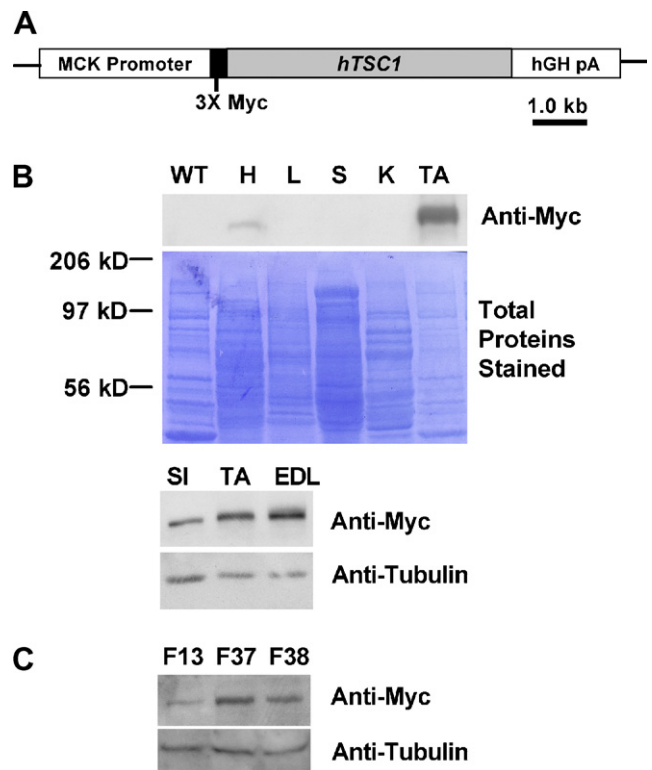 A
MCK Promoter hTSC1 hGH pA
3X Myc
1.0 kb
B
WT H L S K TA
Anti-Myc
206 kD
97 kD
56 kD
Total
Proteins
Stained
SI TA EDL
Anti-Myc
Anti-Tubulin
C
F13 F37 F38
Anti-Myc
Anti-Tubulin